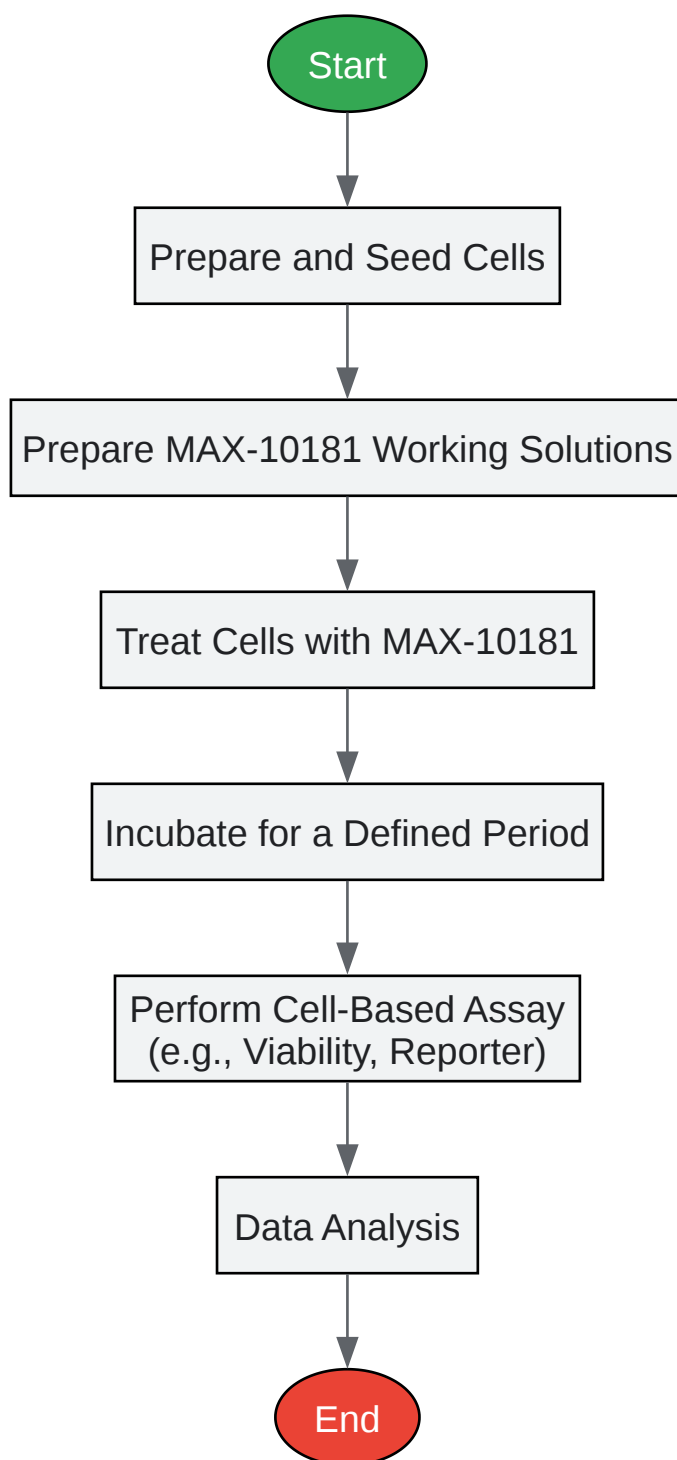 Start
Prepare and Seed Cells
Prepare MAX-10181 Working Solutions
Treat Cells with MAX-10181
Incubate for a Defined Period
Perform Cell-Based Assay
(e.g., Viability, Reporter)
Data Analysis
End